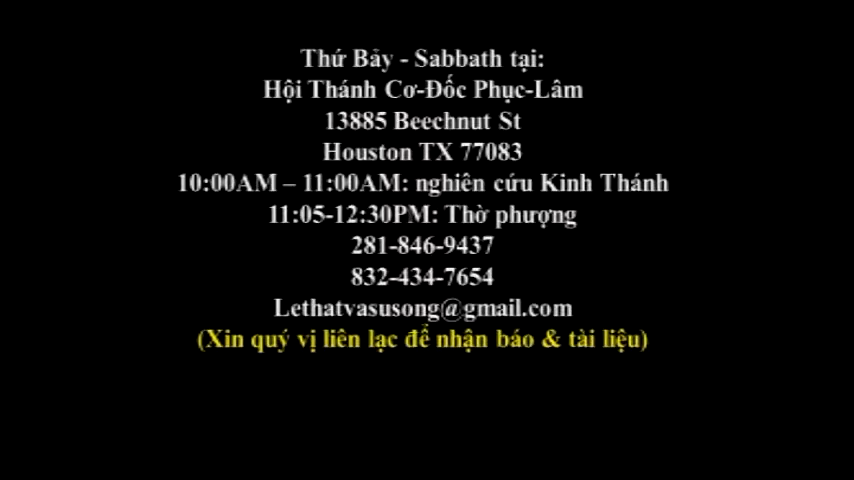 Thứ Bảy - Sabbath tại:
Hội Thánh Cơ-Đốc Phục-Lâm
13885 Beechnut St
Houston TX 77083
10:00AM – 11:00AM: nghiên cứu Kinh Thánh
11:05-12:30PM: Thờ phượng
281-846-9437
832-434-7654
Lethatvasusong@gmail.com
(Xin quý vị liên lạc để nhận báo & tài liệu)